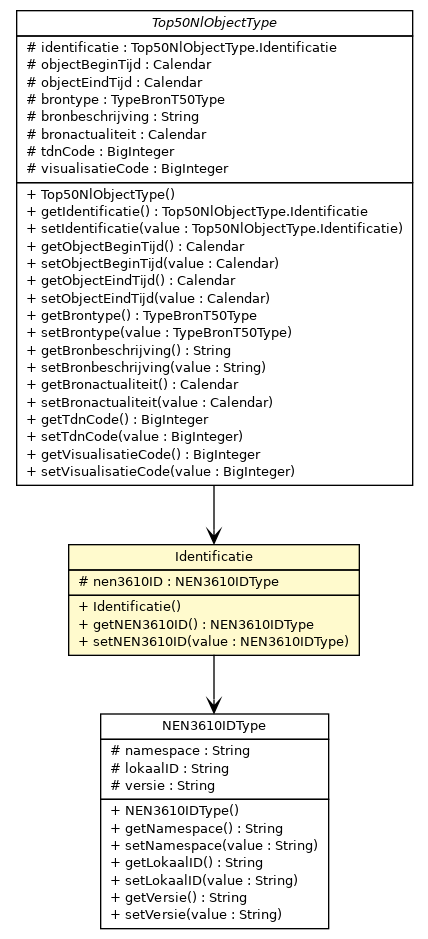 Top50NlObjectType
# identificatie : Top50NlObjectType.Identificatie
# objectBeginTijd : Calendar
# objectEindTijd : Calendar
# brontype : TypeBronT50Type
# bronbeschrijving : String
# bronactualiteit : Calendar
# tdnCode : BigInteger
# visualisatieCode : BigInteger
+ Top50NlObjectType()
+ getIdentificatie() : Top50NlObjectType.Identificatie
+ setIdentificatie(value : Top50NlObjectType.Identificatie)
+ getObjectBeginTijd() : Calendar
+ setObjectBeginTijd(value : Calendar)
+ getObjectEindTijd() : Calendar
+ setObjectEindTijd(value : Calendar)
+ getBrontype() : TypeBronT50Type
+ setBrontype(value : TypeBronT50Type)
+ getBronbeschrijving() : String
+ setBronbeschrijving(value : String)
+ getBronactualiteit() : Calendar
+ setBronactualiteit(value : Calendar)
+ getTdnCode() : BigInteger
+ setTdnCode(value : BigInteger)
+ getVisualisatieCode() : BigInteger
+ setVisualisatieCode(value : BigInteger)
Identificatie
# nen3610ID : NEN3610IDType
+ Identificatie()
+ getNEN3610ID() : NEN3610IDType
+ setNEN3610ID(value : NEN3610IDType)
NEN3610IDType
# namespace : String
# lokaalID : String
# versie : String
+ NEN3610IDType()
+ getNamespace() : String
+ setNamespace(value : String)
+ getLokaalID() : String
+ setLokaalID(value : String)
+ getVersie() : String
+ setVersie(value : String)